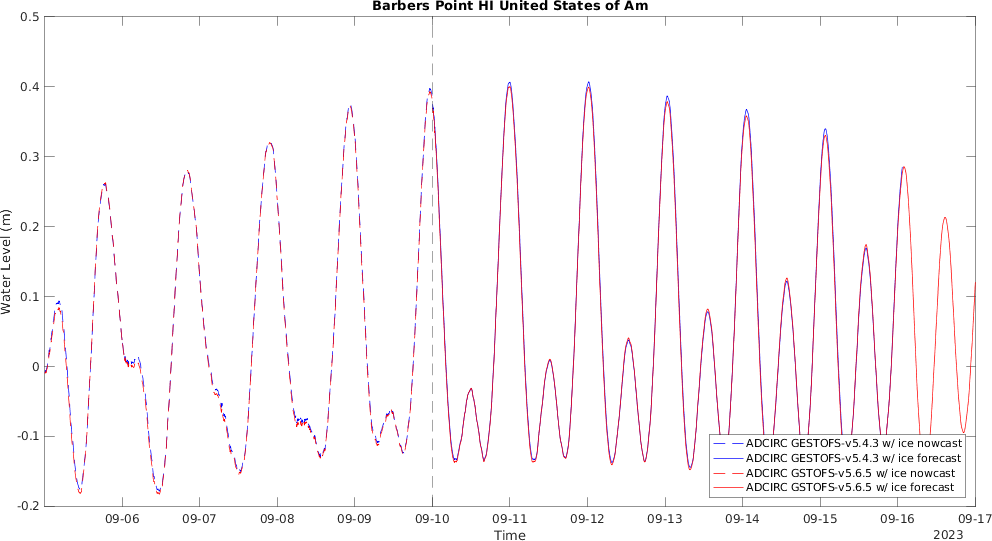 Barbers Point HI United States of Am
Water Level (m)
0.5
0.4
0.3
0.2
0.1
0
-0.1
-0.2
ADCIRC GESTOFS-v5.4.3 w/ ice nowcast
ADCIRC GESTOFS-v5.4.3 w/ ice forecast
ADCIRC GSTOFS-v5.6.5 w/ ice nowcast
ADCIRC GSTOFS-v5.6.5 w/ ice forecast
09-06 09-07 09-08 09-09 09-10 09-11 09-12 09-13 09-14 09-15 09-16 09-17
Time
2023